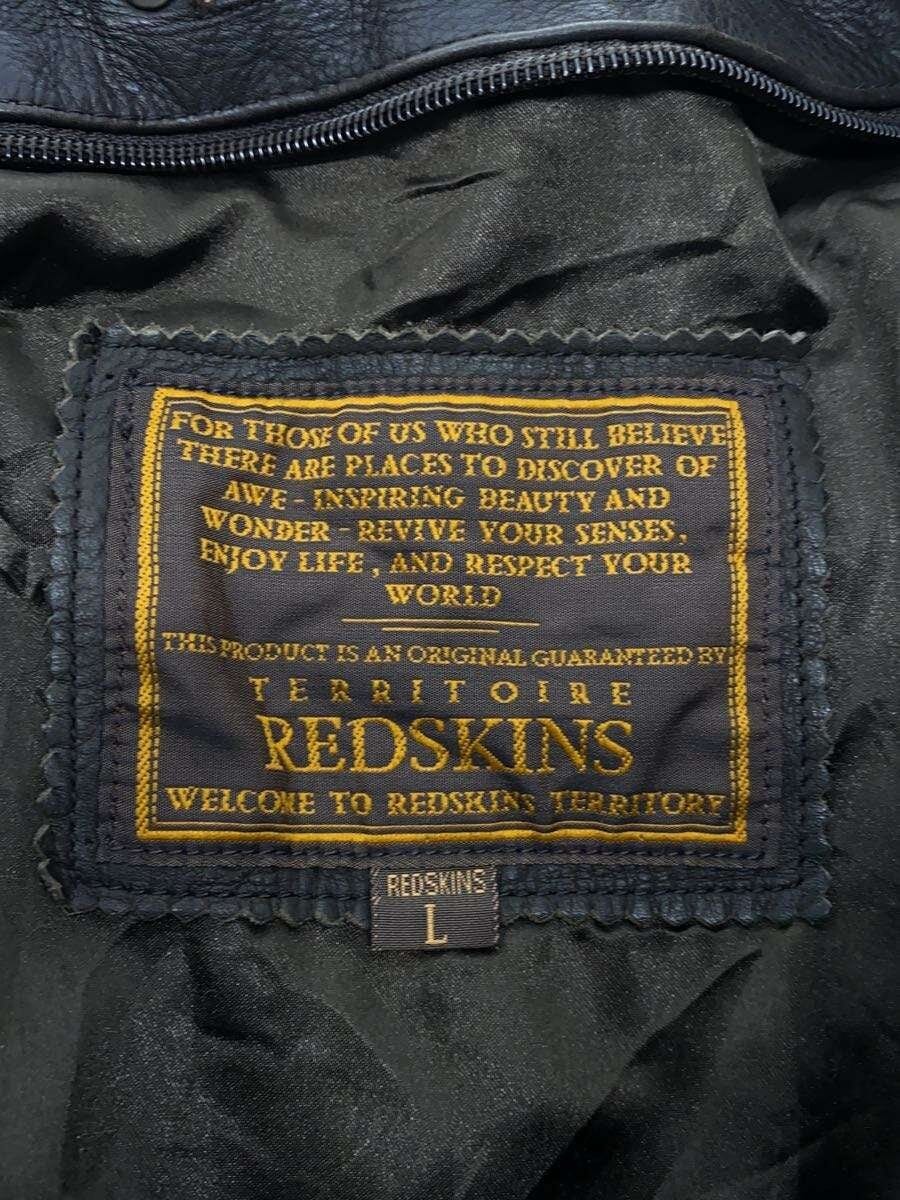 FOR THOSE OF US WHO STILL BELIEVE
THERE ARE PLACES TO DISCOVER OF
AWE - INSPIRING BEAUTY AND
WONDER - REVIVE YOUR SENSES,
ENJOY LIFE, AND RESPECT YOUR
WORLD
THIS PRODUCT IS AN ORIGINAL GUARANTEED BY
TERRITOIRE
REDSKINS
WELCOME TO REDSKINS TERRITORY
REDSKINS
L